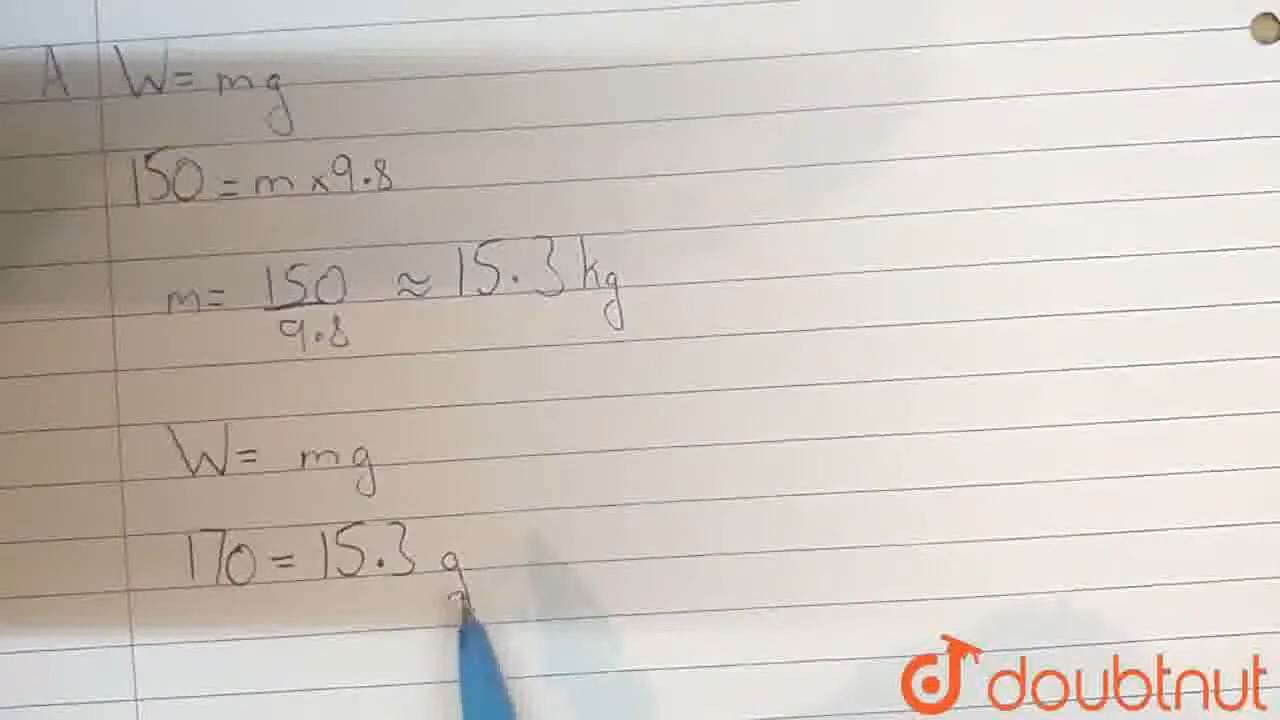 A W = mg
150 = m × 9.8
m = 150/9.8 ≈ 15.3 kg
W = mg
170 = 15.3 g
doubtnut